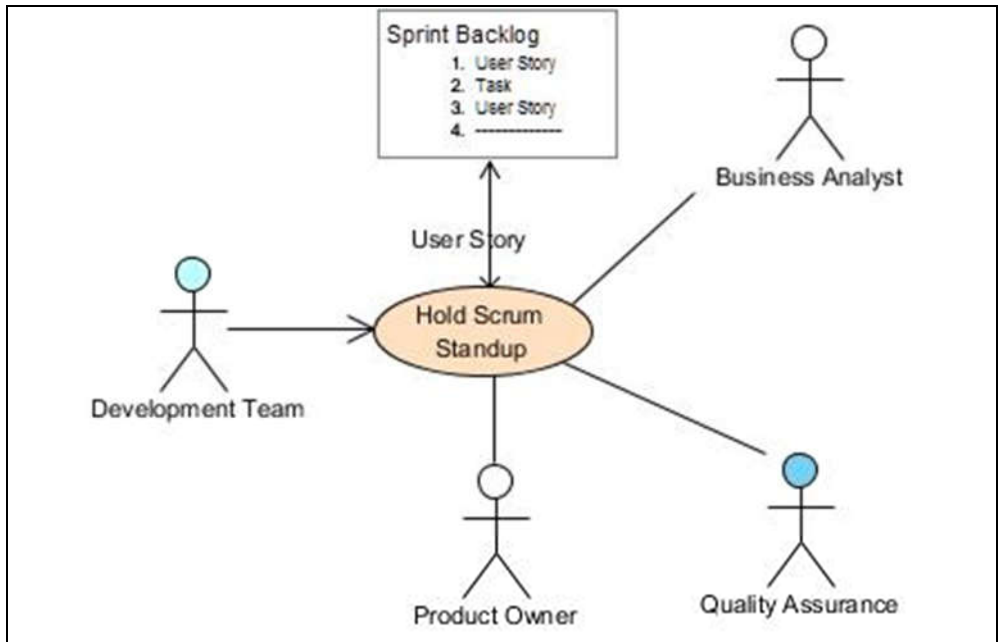 Sprint Backlog
1. User Story
2. Task
3. User Story
4. -------------
Business Analyst
User Story
Hold Scrum
Standup
Development Team
Product Owner
Quality Assurance